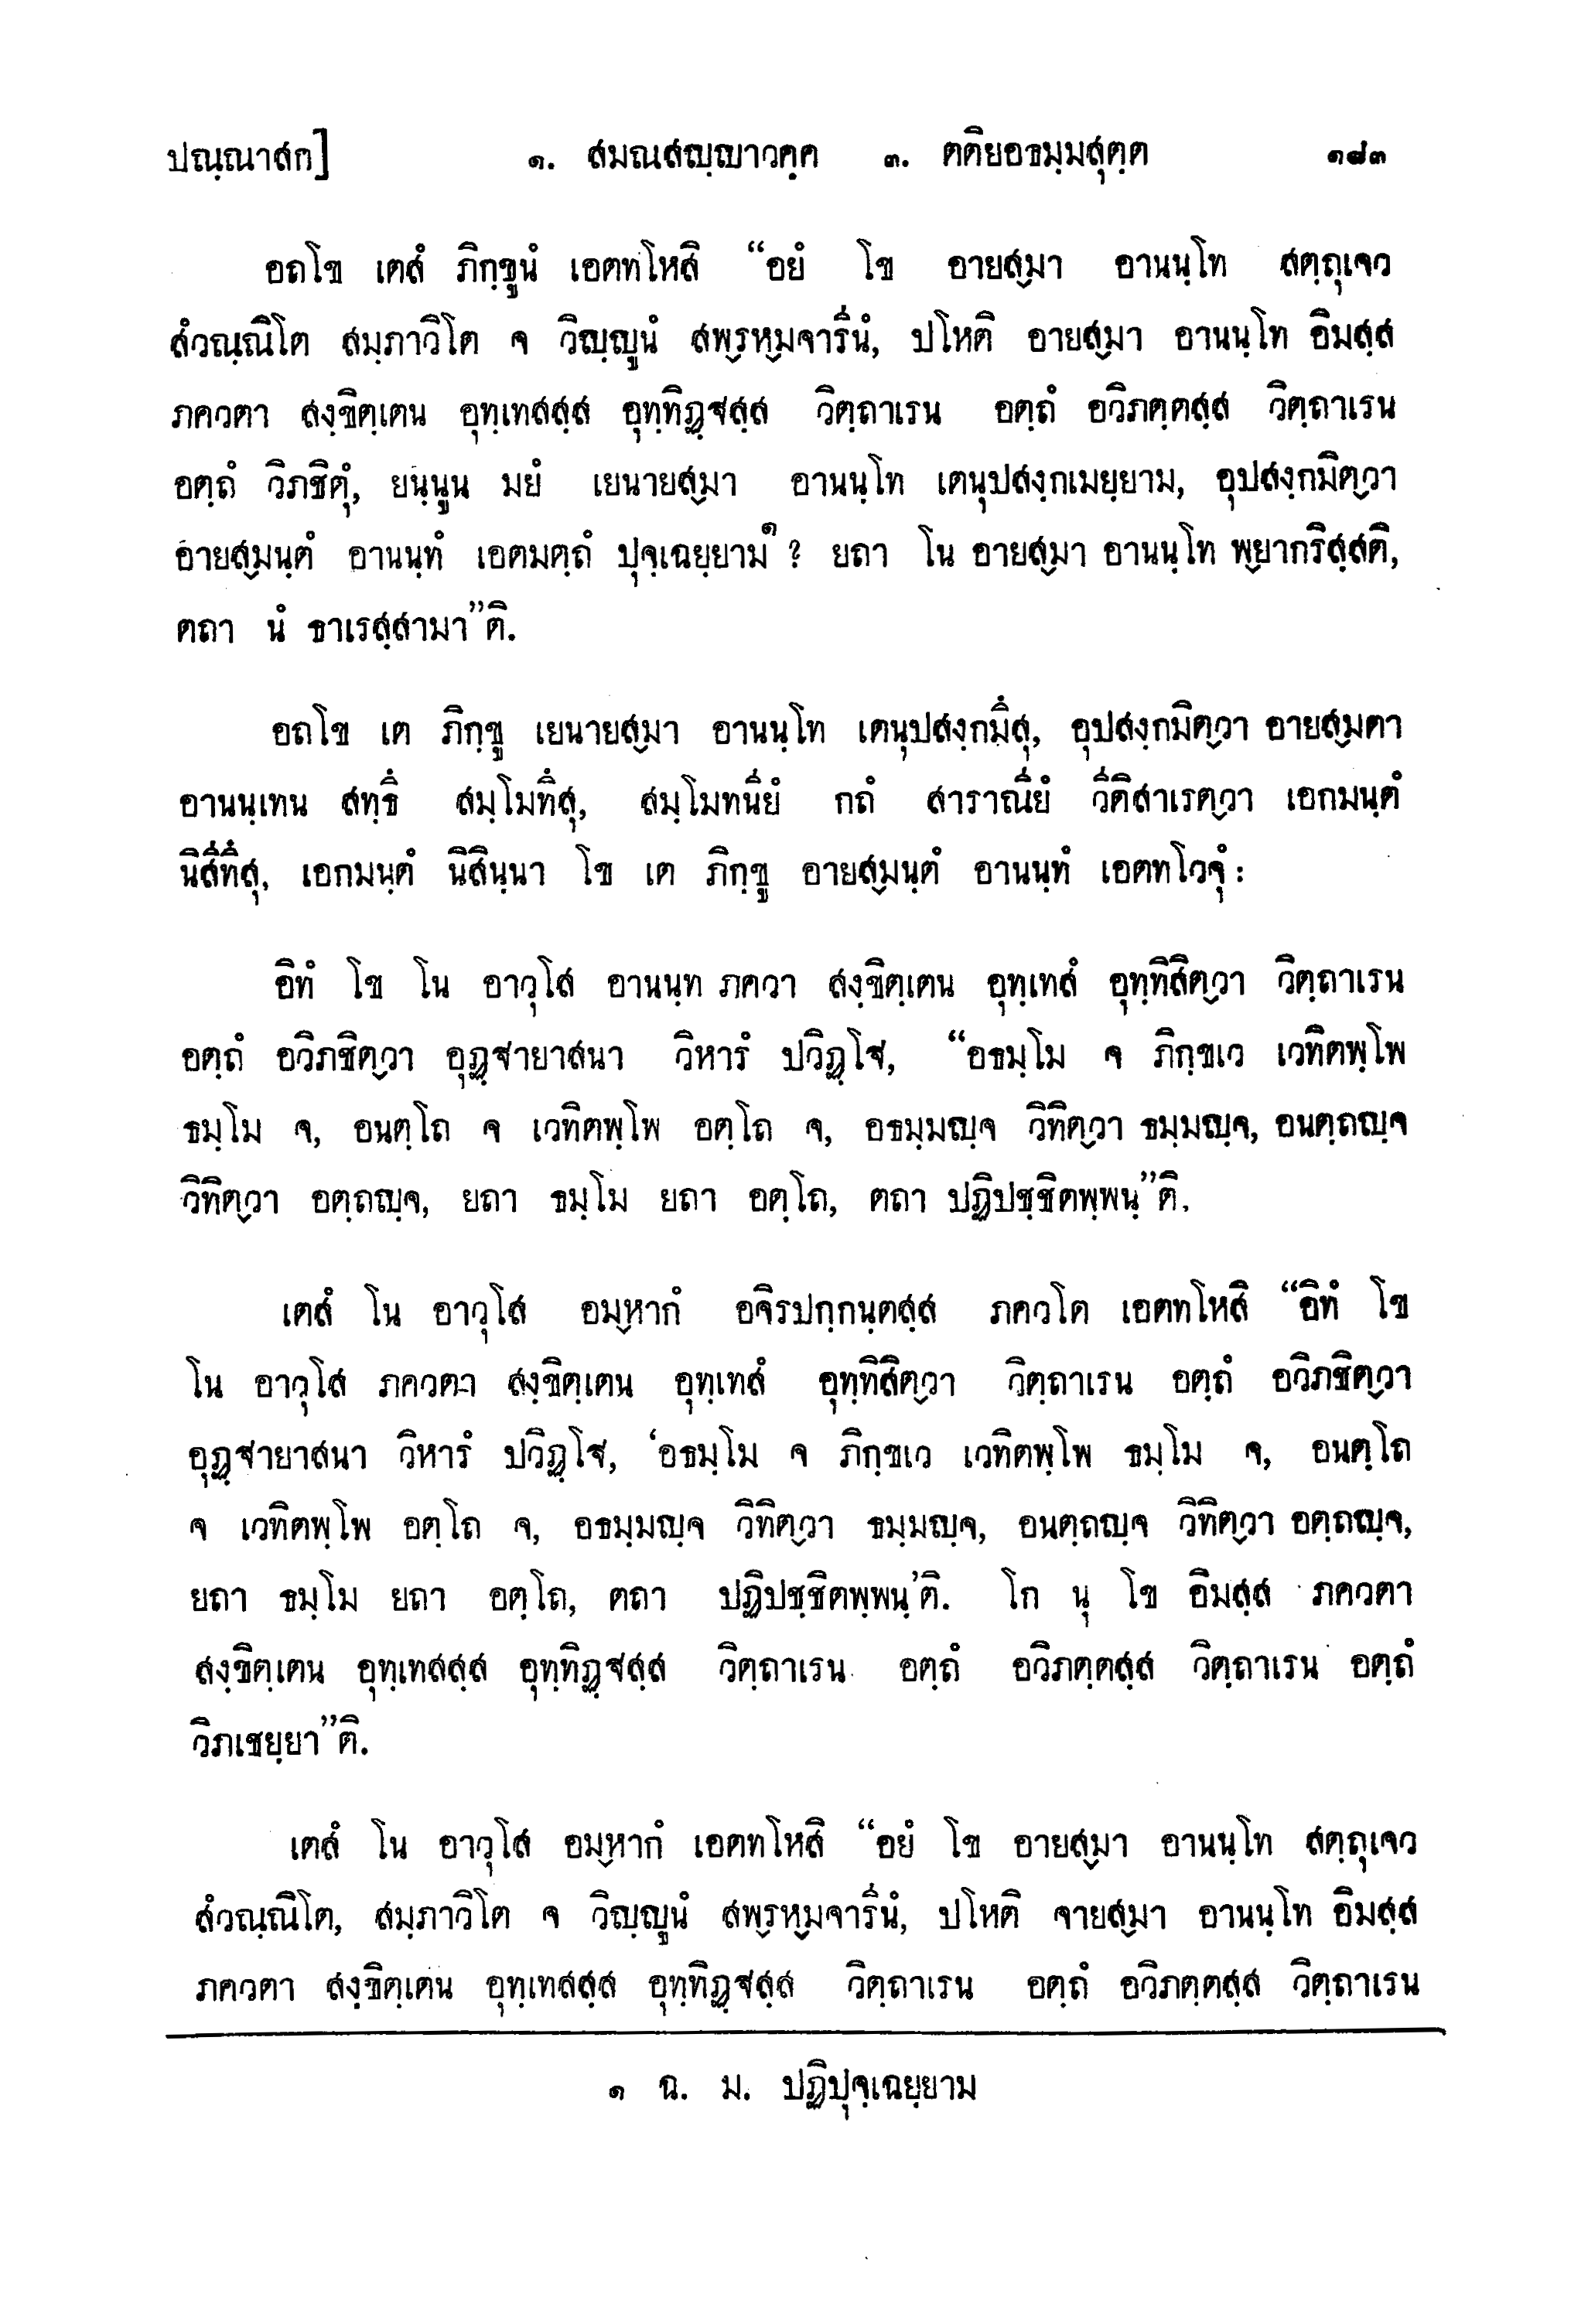 ปณฺณาสก]  ๑. สมณสญฺญาวคฺค  ๓. ตติยอธมฺมสุตฺต  ๑๘๓
อถโข เตสํ ภิกฺขูนํ เอตทโหสิ “อยํ โข อายสฺมา อานนฺโท สตฺถุเจว
สํวณฺณิโต สมฺภาวิโต จ วิญฺญูนํ สพฺรหฺมจารีนํ, ปโหติ อายสฺมา อานนฺโท อิมสฺส
ภควตา สงฺขิตฺเตน อุทฺเทสสฺส อุทฺทิฏฺฐสฺส วิตฺถาเรน อตฺถํ อวิภตฺตสฺส วิตฺถาเรน
อตฺถํ วิภชิตุํ, ยนฺนูน มยํ เยนายสฺมา อานนฺโท เตนุปสงฺกเมยฺยาม, อุปสงฺกมิตฺวา
อายสฺมนฺตํ อานนฺทํ เอตมตฺถํ ปุจฺเฉยฺยาม๑ ? ยถา โน อายสฺมา อานนฺโท พฺยากริสฺสติ,
ตถา นํ ธาเรสฺสามา”ติ.
อถโข เต ภิกฺขู เยนายสฺมา อานนฺโท เตนุปสงฺกมึสุ, อุปสงฺกมิตฺวา อายสฺมตา
อานนฺเทน สทฺธึ สมฺโมทึสุ, สมฺโมทนียํ กถํ สาราณียํ วีติสาเรตฺวา เอกมนฺตํ
นิสีทึสุ, เอกมนฺตํ นิสินฺนา โข เต ภิกฺขู อายสฺมนฺตํ อานนฺทํ เอตทโวจุํ :
อิทํ โข โน อาวุโส อานนฺท ภควา สงฺขิตฺเตน อุทฺเทสํ อุทฺทิสิตฺวา วิตฺถาเรน
อตฺถํ อวิภชิตฺวา อุฏฺฐายาสนา วิหารํ ปวิฏฺโฐ, “อธมฺโม จ ภิกฺขเว เวทิตพฺโพ
ธมฺโม จ, อนตฺโถ จ เวทิตพฺโพ อตฺโถ จ, อธมฺมญฺจ วิทิตฺวา ธมฺมญฺจ, อนตฺถญฺจ
วิทิตฺวา อตฺถญฺจ, ยถา ธมฺโม ยถา อตฺโถ, ตถา ปฏิปชฺชิตพฺพนฺ”ติ.
เตสํ โน อาวุโส อมฺหากํ อจิรปกฺกนฺตสฺส ภควโต เอตทโหสิ “อิทํ โข
โน อาวุโส ภควตา สงฺขิตฺเตน อุทฺเทสํ อุทฺทิสิตฺวา วิตฺถาเรน อตฺถํ อวิภชิตฺวา
อุฏฺฐายาสนา วิหารํ ปวิฏฺโฐ, ‘อธมฺโม จ ภิกฺขเว เวทิตพฺโพ ธมฺโม จ, อนตฺโถ
จ เวทิตพฺโพ อตฺโถ จ, อธมฺมญฺจ วิทิตฺวา ธมฺมญฺจ, อนตฺถญฺจ วิทิตฺวา อตฺถญฺจ,
ยถา ธมฺโม ยถา อตฺโถ, ตถา ปฏิปชฺชิตพฺพนฺ’ติ. โก นุ โข อิมสฺส ภควตา
สงฺขิตฺเตน อุทฺเทสสฺส อุทฺทิฏฺฐสฺส วิตฺถาเรน อตฺถํ อวิภตฺตสฺส วิตฺถาเรน อตฺถํ
วิภเชยฺยา”ติ.
เตสํ โน อาวุโส อมฺหากํ เอตทโหสิ “อยํ โข อายสฺมา อานนฺโท สตฺถุเจว
สํวณฺณิโต, สมฺภาวิโต จ วิญฺญูนํ สพฺรหฺมจารีนํ, ปโหติ จายสฺมา อานนฺโท อิมสฺส
ภควตา สงฺขิตฺเตน อุทฺเทสสฺส อุทฺทิฏฺฐสฺส วิตฺถาเรน อตฺถํ อวิภตฺตสฺส วิตฺถาเรน
๑ ฉ. ม. ปฏิปุจฺเฉยฺยาม